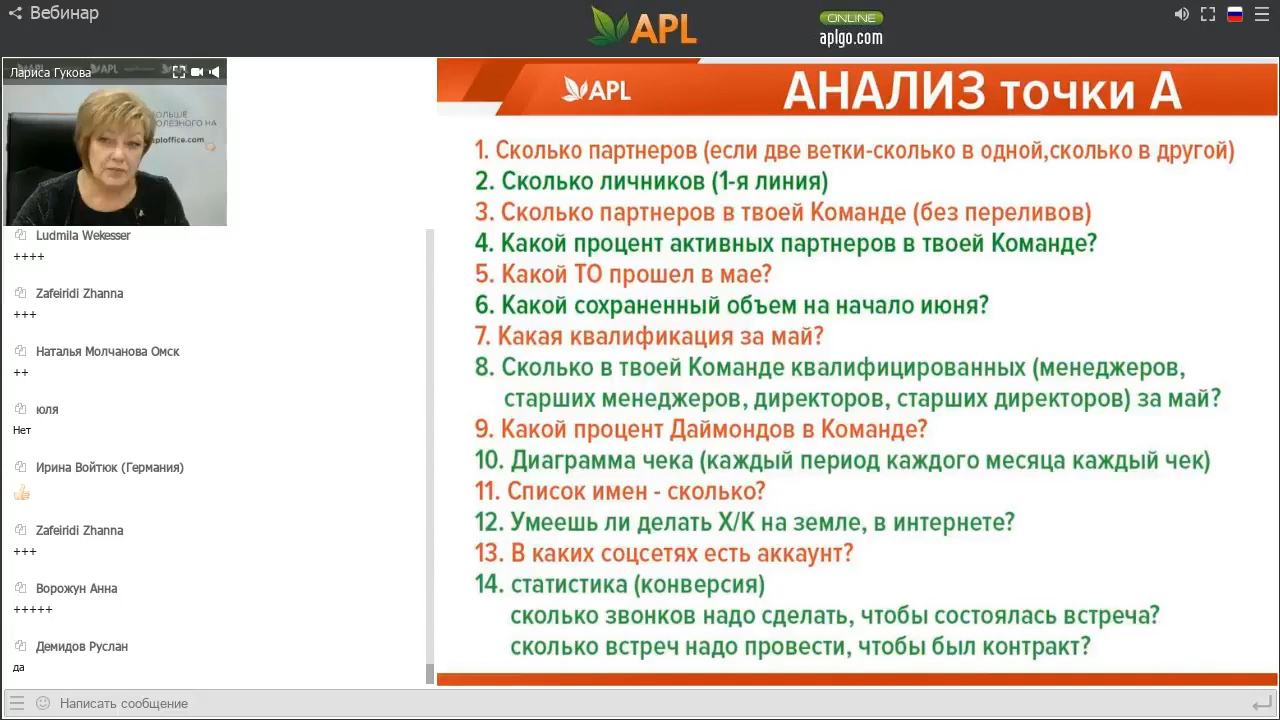 Вебинар
APL
ONLINE
aplgo.com
Лариса Гукова
ПОЛЕЗНОГО НА
aploffice.com
Ludmila Wekesser
++++
Zafeiridi Zhanna
+++
Наталья Молчанова Омск
++
юля
Нет
Ирина Войтюк (Германия)
Zafeiridi Zhanna
+++
Ворожун Анна
+++++
Демидов Руслан
да
Написать сообщение
APL
АНАЛИЗ точки А
1. Сколько партнеров (если две ветки-сколько в одной,сколько в другой)
2. Сколько личников (1-я линия)
3. Сколько партнеров в твоей Команде (без переливов)
4. Какой процент активных партнеров в твоей Команде?
5. Какой ТО прошел в мае?
6. Какой сохраненный объем на начало июня?
7. Какая квалификация за май?
8. Сколько в твоей Команде квалифицированных (менеджеров,
старших менеджеров, директоров, старших директоров) за май?
9. Какой процент Даймондов в Команде?
10. Диаграмма чека (каждый период каждого месяца каждый чек)
11. Список имен - сколько?
12. Умеешь ли делать Х/К на земле, в интернете?
13. В каких соцсетях есть аккаунт?
14. статистика (конверсия)
сколько звонков надо сделать, чтобы состоялась встреча?
сколько встреч надо провести, чтобы был контракт?